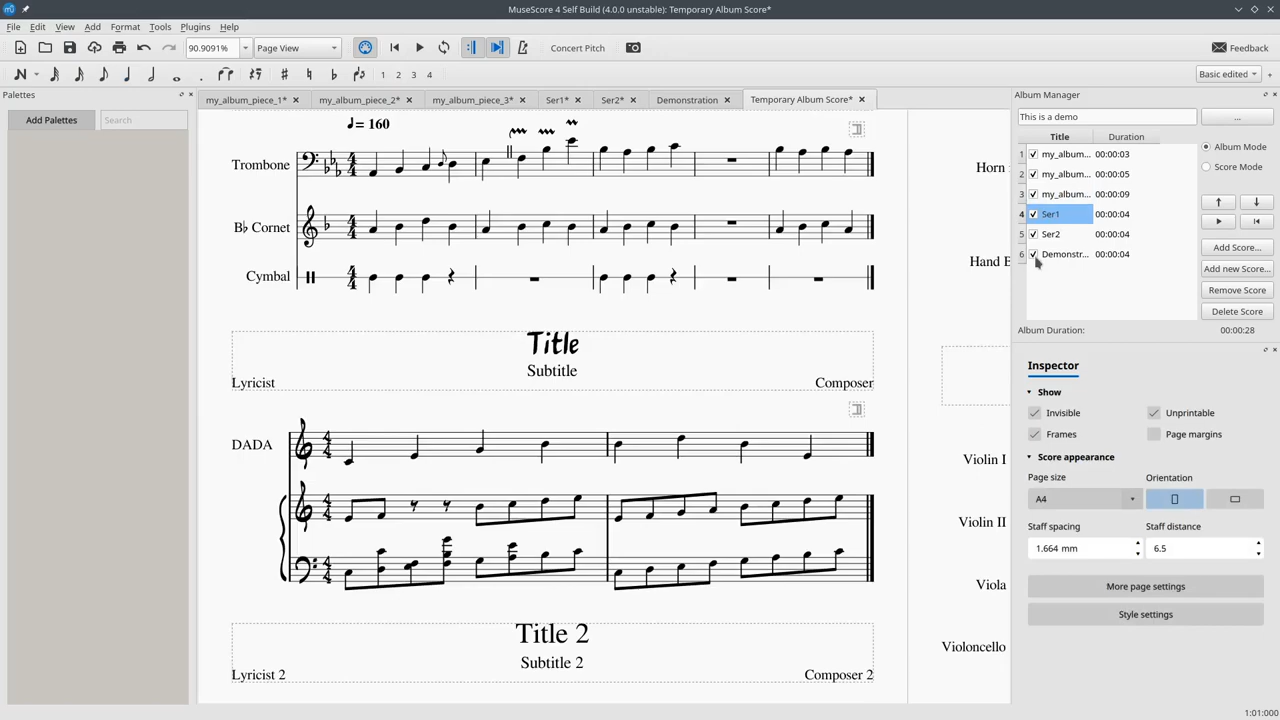 MuseScore 4 Self Build (4.0.0 unstable): Temporary Album Score*
File Edit View Add Format Tools Plugins Help
90.9091% Page View Concert Pitch Feedback
1 2 3 4 Basic edited
Palettes
Add Palettes Search
my_album_piece_1* my_album_piece_2* my_album_piece_3* Ser1* Ser2* Demonstration Temporary Album Score*
♩= 160
Trombone
B♭ Cornet
Cymbal
Title
Subtitle
Lyricist Composer
DADA
Title 2
Subtitle 2
Lyricist 2 Composer 2
Horn
Hand B
Violin I
Violin II
Viola
Violoncello
Album Manager
This is a demo ...
Title Duration
1 my_album... 00:00:03
2 my_album... 00:00:05
3 my_album... 00:00:09
4 Ser1 00:00:04
5 Ser2 00:00:04
6 Demonstr... 00:00:04
Album Mode
Score Mode
Add Score...
Add new Score...
Remove Score
Delete Score
Album Duration: 00:00:28
Inspector
Show
Invisible Unprintable
Frames Page margins
Score appearance
Page size Orientation
A4
Staff spacing Staff distance
1.664 mm 6.5
More page settings
Style settings
1:01:000